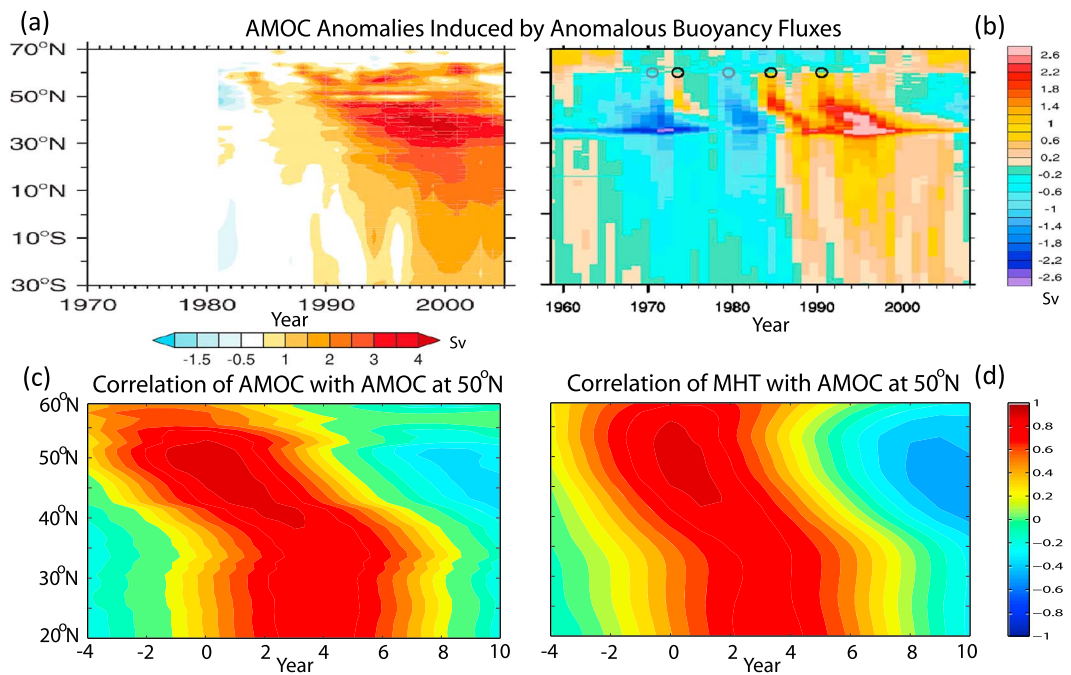 (a)
AMOC Anomalies Induced by Anomalous Buoyancy Fluxes
(b)
70°N
50°N
30°N
10°N
10°S
30°S
1970
1980
1990
2000
Year
-1.5
-0.5
1
2
3
4
Sv
1960
1970
1980
1990
2000
Year
2.6
2.2
1.8
1.4
1
0.6
0.2
-0.2
-0.6
-1
-1.4
-1.8
-2.2
-2.6
Sv
(c)
Correlation of AMOC with AMOC at 50°N
60°N
50°N
40°N
30°N
20°N
-4
-2
0
2
4
6
8
10
Year
Correlation of MHT with AMOC at 50°N
(d)
-4
-2
0
2
4
6
8
10
Year
1
0.8
0.6
0.4
0.2
0
−0.2
−0.4
−0.6
−0.8
−1